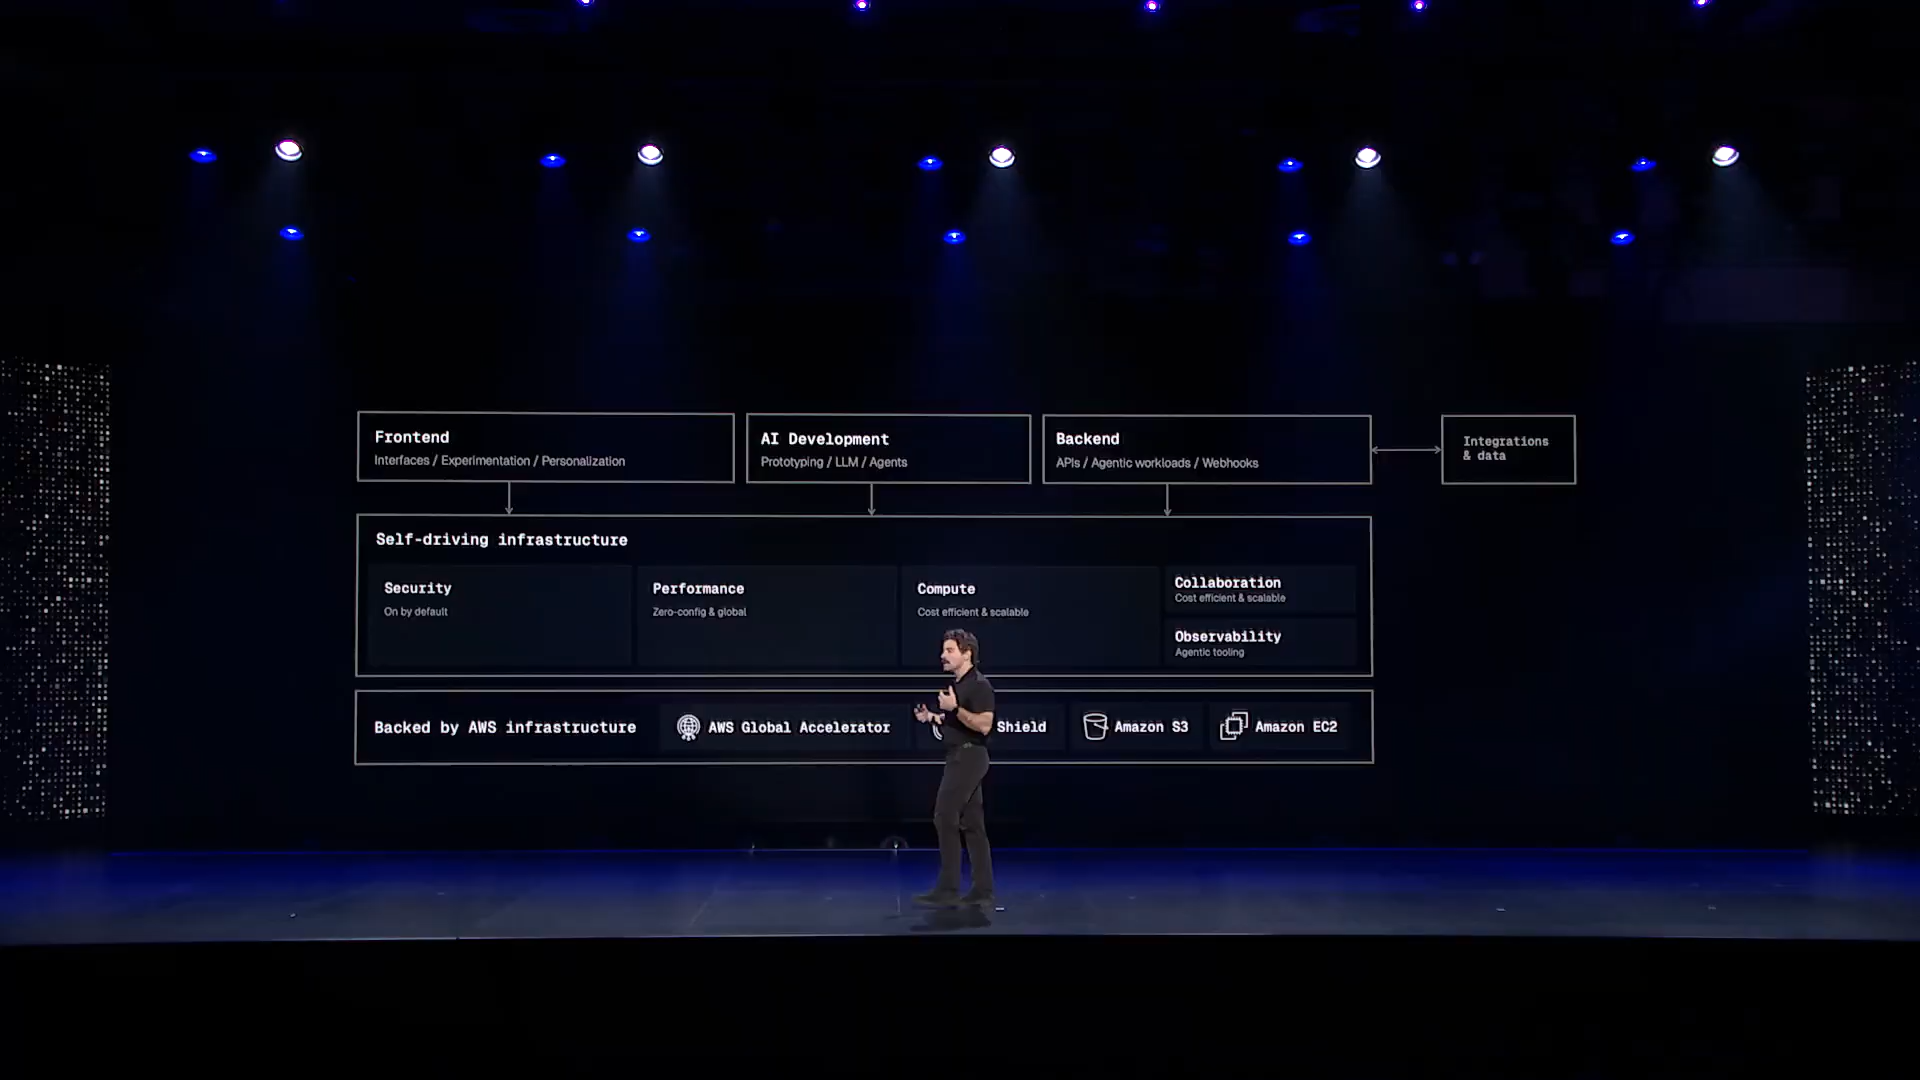 Frontend
Interfaces / Experimentation / Personalization
AI Development
Prototyping / LLM / Agents
Backend
APIs / Agentic workloads / Webhooks
Integrations
& data
Self-driving infrastructure
Security
On by default
Performance
Zero-config & global
Compute
Cost efficient & scalable
Collaboration
Cost efficient & scalable
Observability
Agentic tooling
Backed by AWS infrastructure
AWS Global Accelerator
Shield
Amazon S3
Amazon EC2